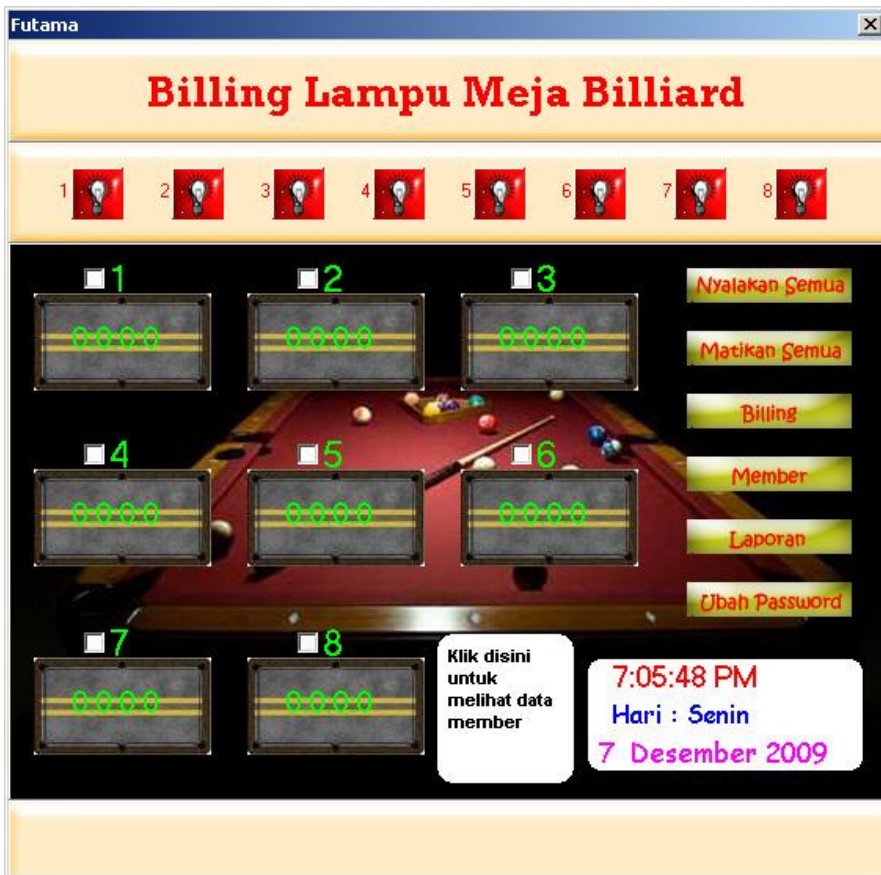 Futama
Billing Lampu Meja Billiard
1 2 3 4 5 6 7 8
1 2 3
0:0:0:0 0:0:0:0 0:0:0:0
4 5 6
0:0:0:0 0:0:0:0 0:0:0:0
7 8
0:0:0:0 0:0:0:0
Nyalakan Semua
Matikan Semua
Billing
Member
Laporan
Ubah Password
Klik disini
untuk
melihat data
member
7:05:48 PM
Hari : Senin
7 Desember 2009